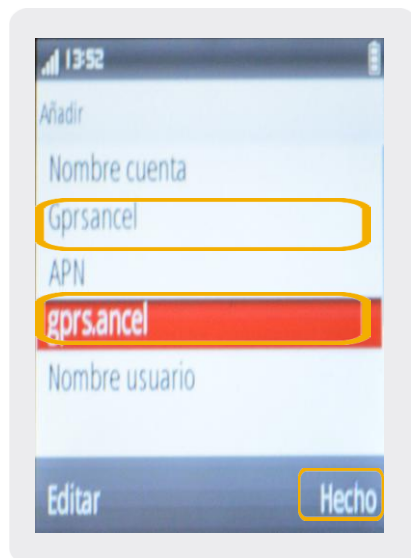 13:52
Añadir
Nombre cuenta
Gprsancel
APN
gprs.ancel
Nombre usuario
Editar Hecho